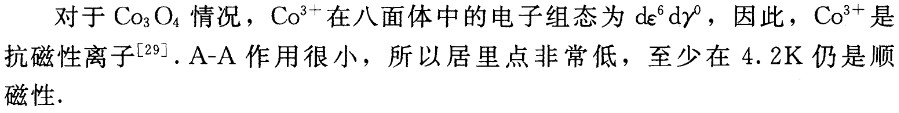 对于 Co₃O₄ 情况，Co³⁺在八面体中的电子组态为 dε⁶dγ⁰，因此，Co³⁺是
抗磁性离子[29]．A-A 作用很小，所以居里点非常低，至少在 4.2K 仍是顺
磁性．